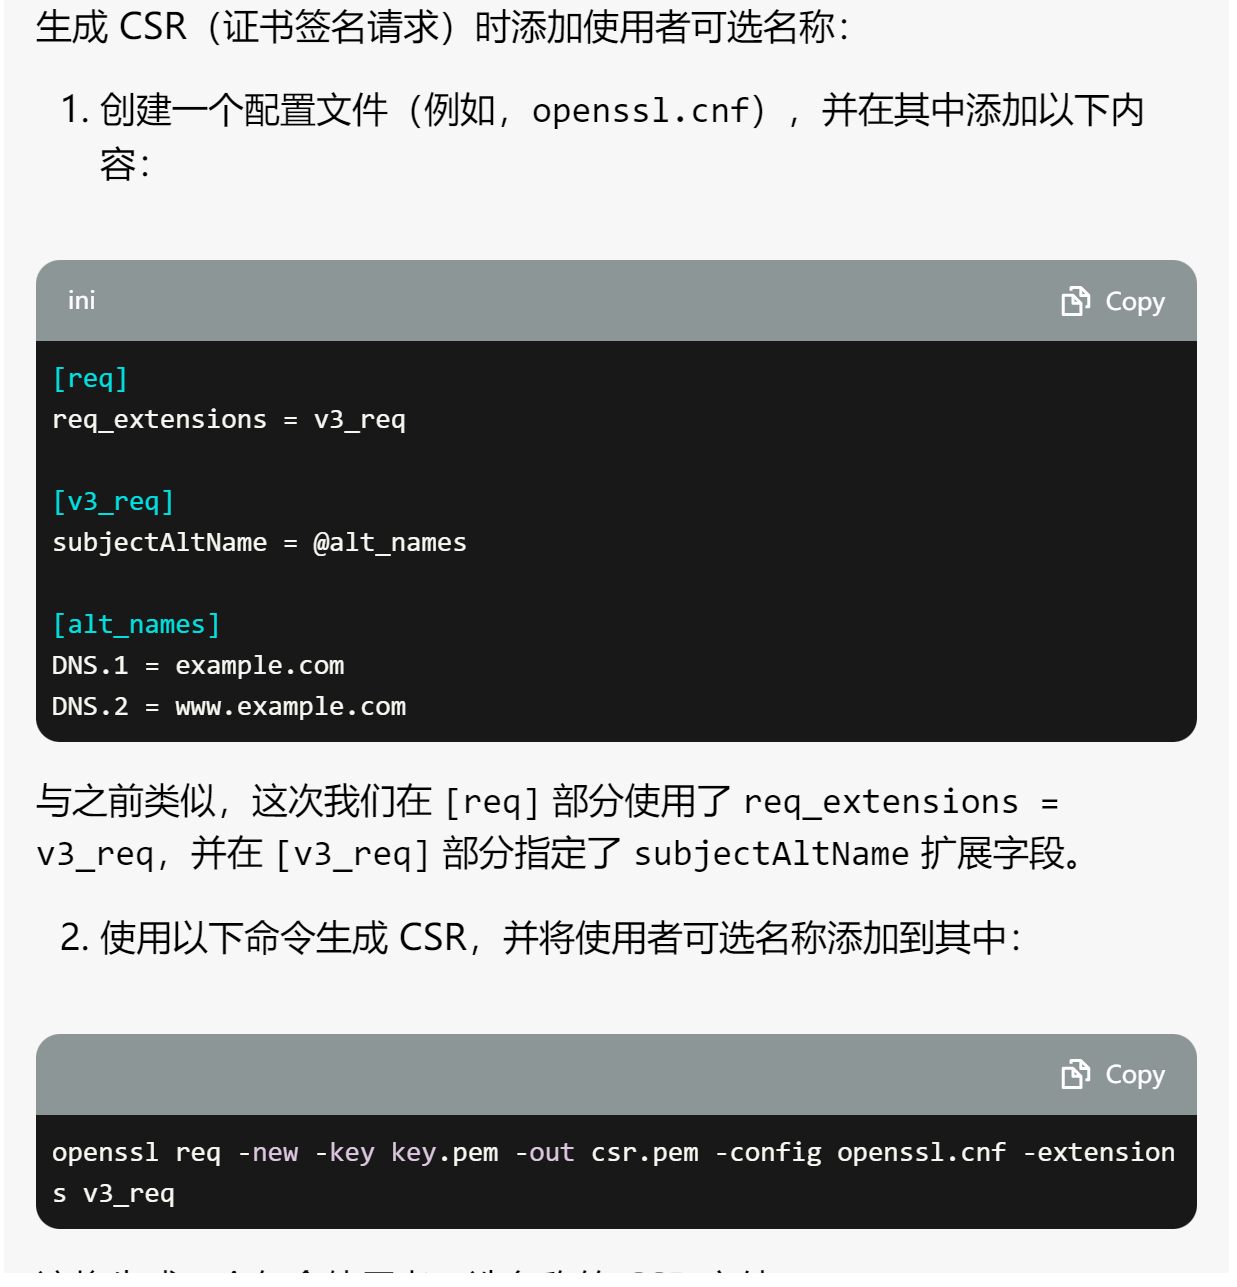 生成 CSR（证书签名请求）时添加使用者可选名称：
1. 创建一个配置文件（例如，openssl.cnf），并在其中添加以下内
容：
ini
Copy
[req]
req_extensions = v3_req
[v3_req]
subjectAltName = @alt_names
[alt_names]
DNS.1 = example.com
DNS.2 = www.example.com
与之前类似，这次我们在 [req] 部分使用了 req_extensions =
v3_req，并在 [v3_req] 部分指定了 subjectAltName 扩展字段。
2. 使用以下命令生成 CSR，并将使用者可选名称添加到其中：
Copy
openssl req -new -key key.pem -out csr.pem -config openssl.cnf -extension
s v3_req